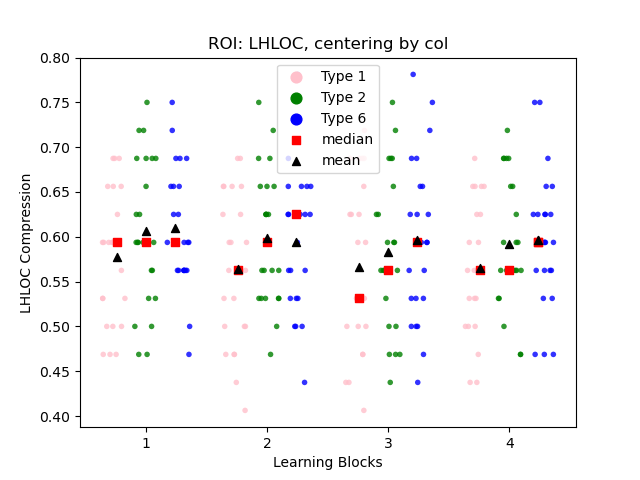 ROI: LHLOC, centering by col
0.80
0.75
0.70
0.65
0.60
0.55
0.50
0.45
0.40
LHLOC Compression
Type 1
Type 2
Type 6
median
mean
1 2 3 4
Learning Blocks